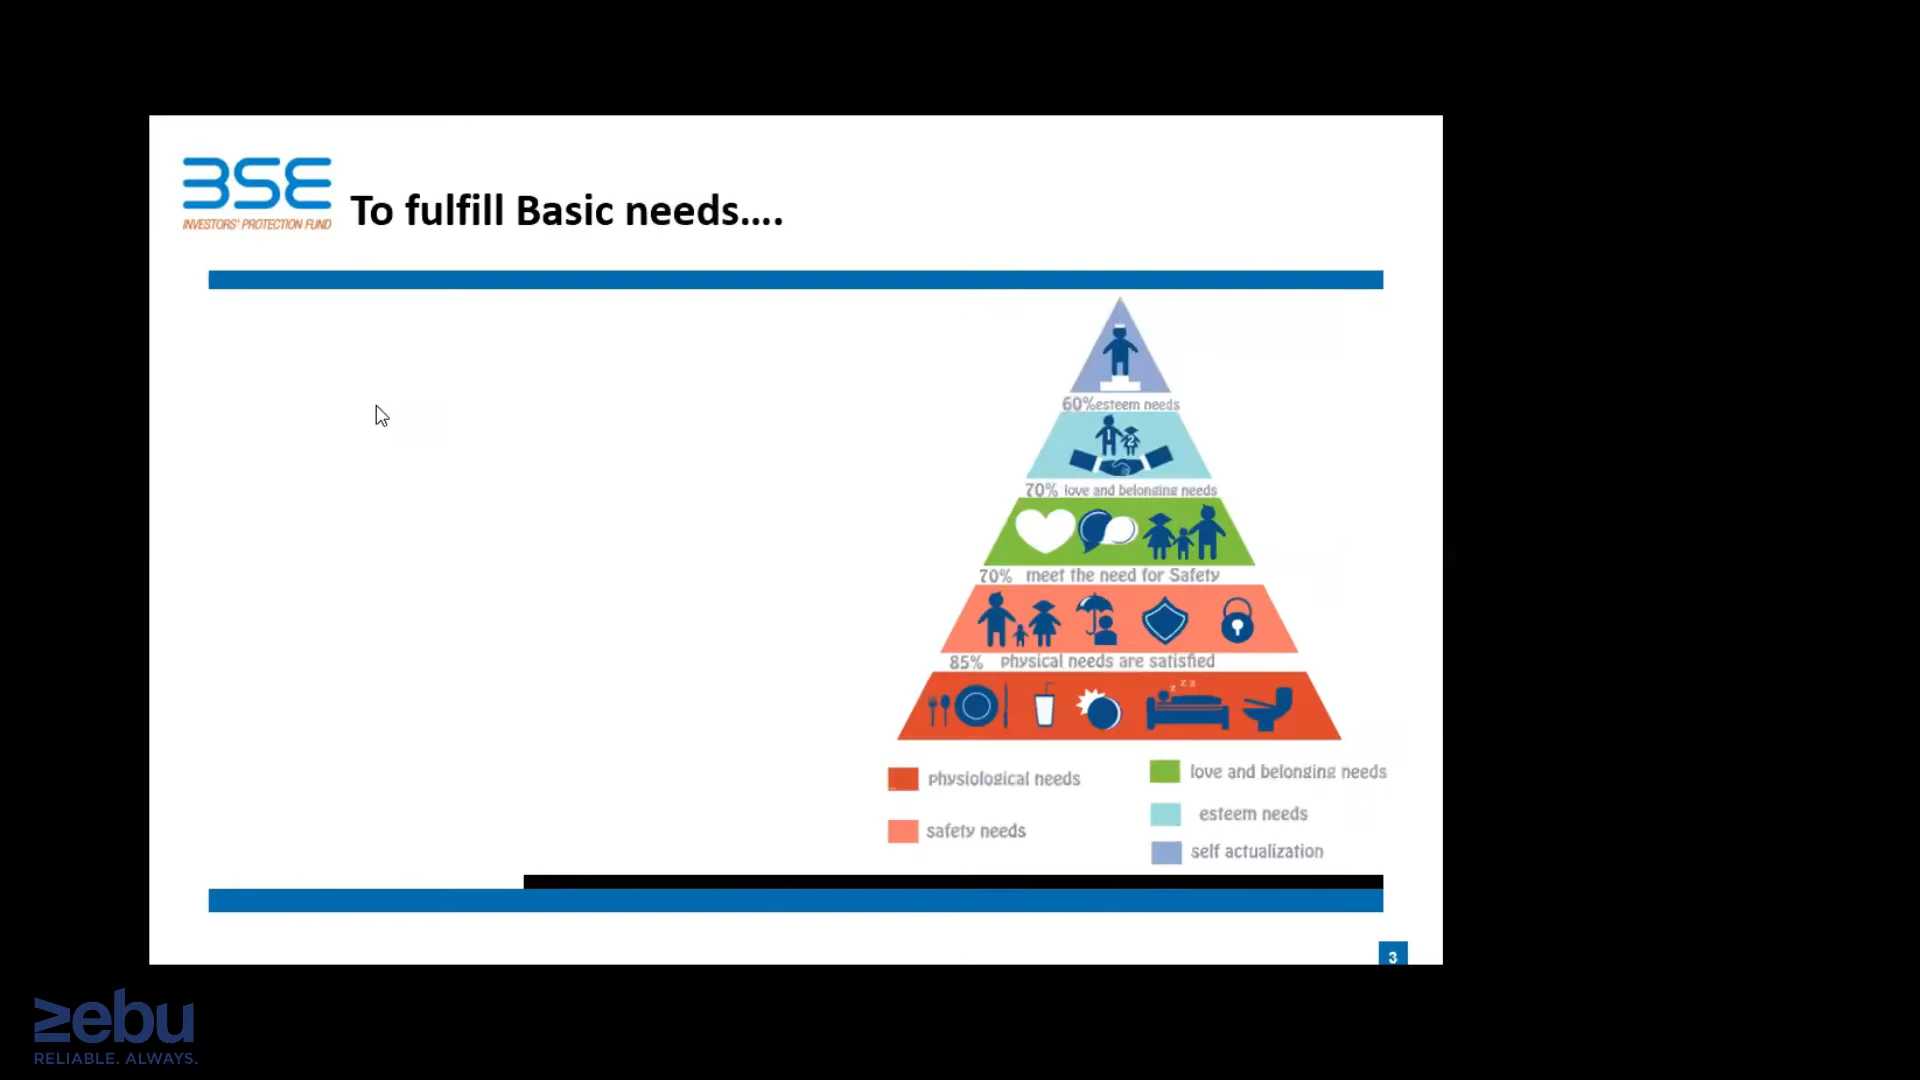 BSE
INVESTORS' PROTECTION FUND
To fulfill Basic needs....
60%esteem needs
1 2
70% love and belonging needs
70% meet the need for Safety
85% physical needs are satisfied
z z z
physiological needs
love and belonging needs
safety needs
esteem needs
self actualization
3
zebu
RELIABLE. ALWAYS.